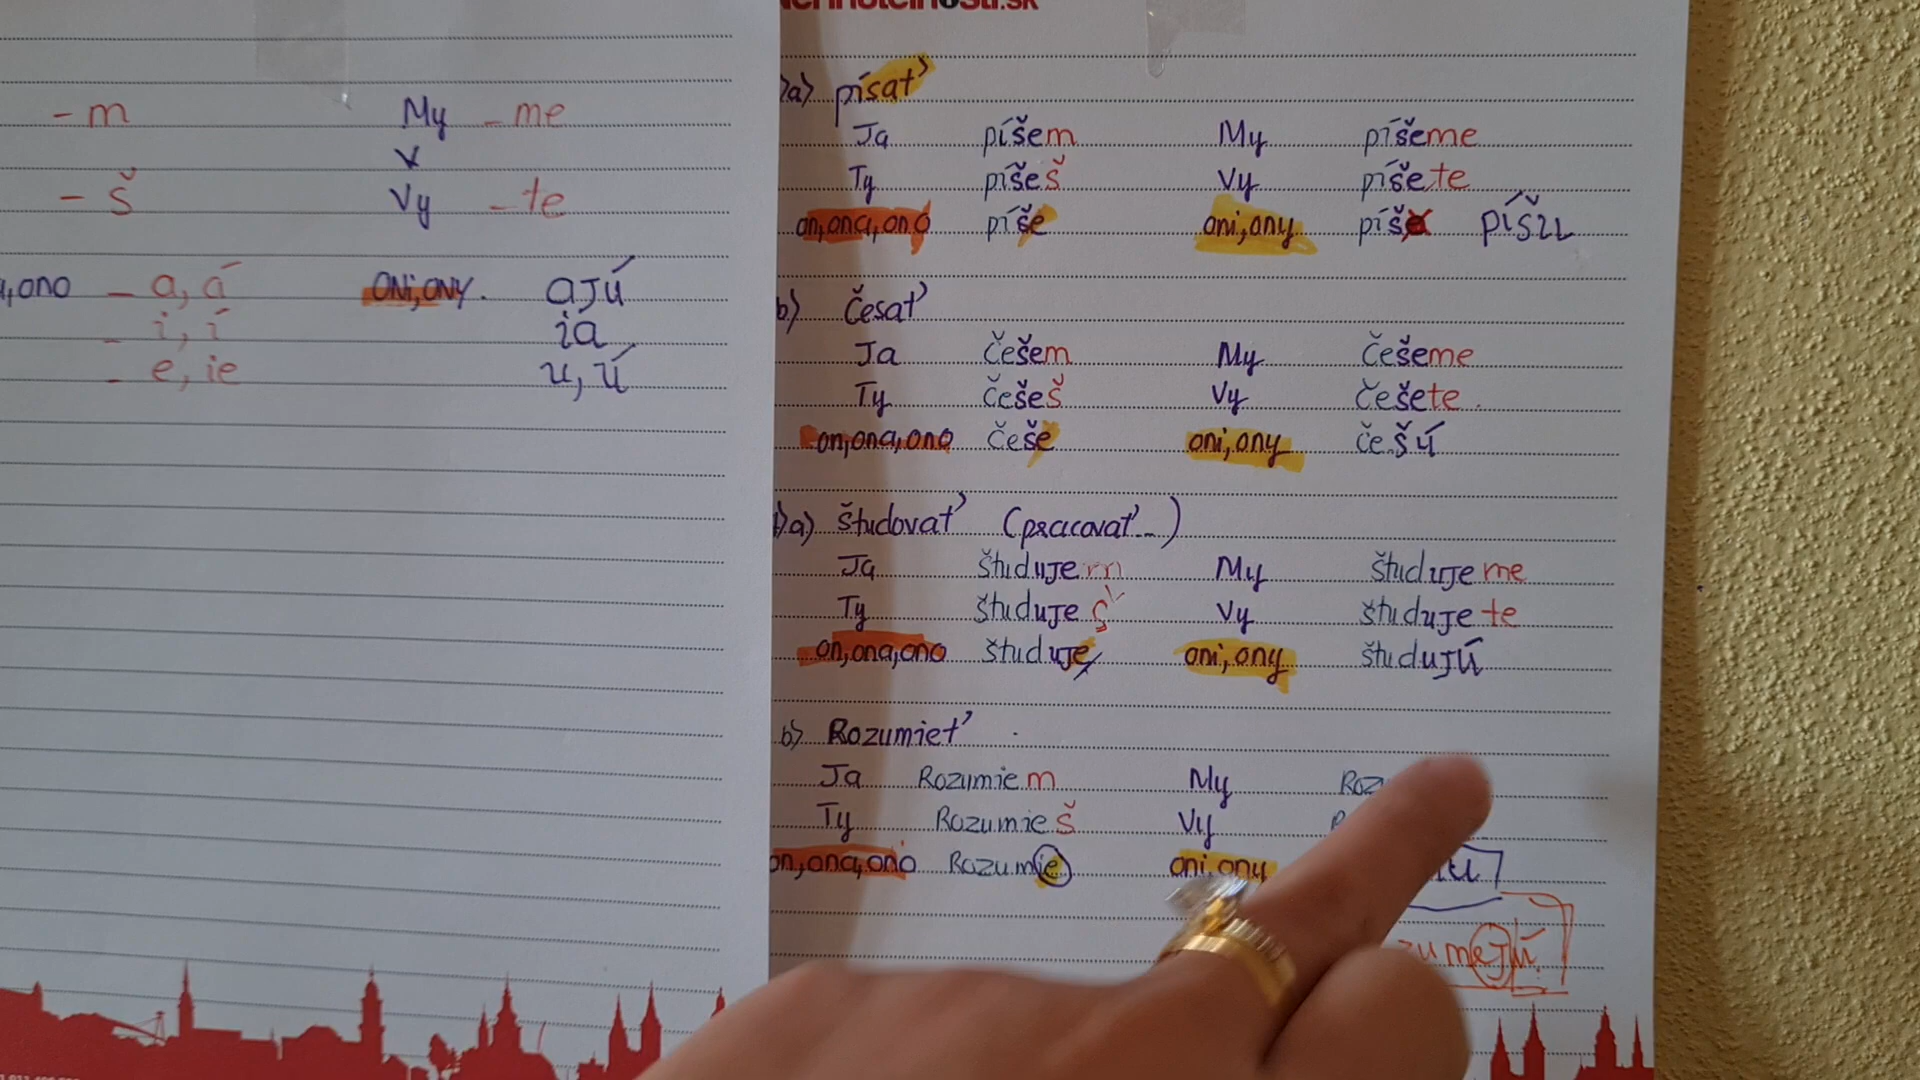 - m My - me
v
- š Vy - te
,ono - a, á oni,ony. ajú
- i, í ia
- e, ie u, ú
a) písať
Ja píšem My píšeme
Ty píšeš Vy píšete
on,ona,ono píše oni,ony píše píšu
b) Česať
Ja Češem My češeme
Ty češeš Vy češete
on,ona,ono češe oni,ony češú
a) študovať (pracovať...)
Ja študujem My študujeme
Ty študuješ Vy študujete
on,ona,ono študuje oni,ony študujú
b) Rozumieť
Ja Rozumiem My
Ty Rozumieš Vy
on,ona,ono Rozumie oni,ony